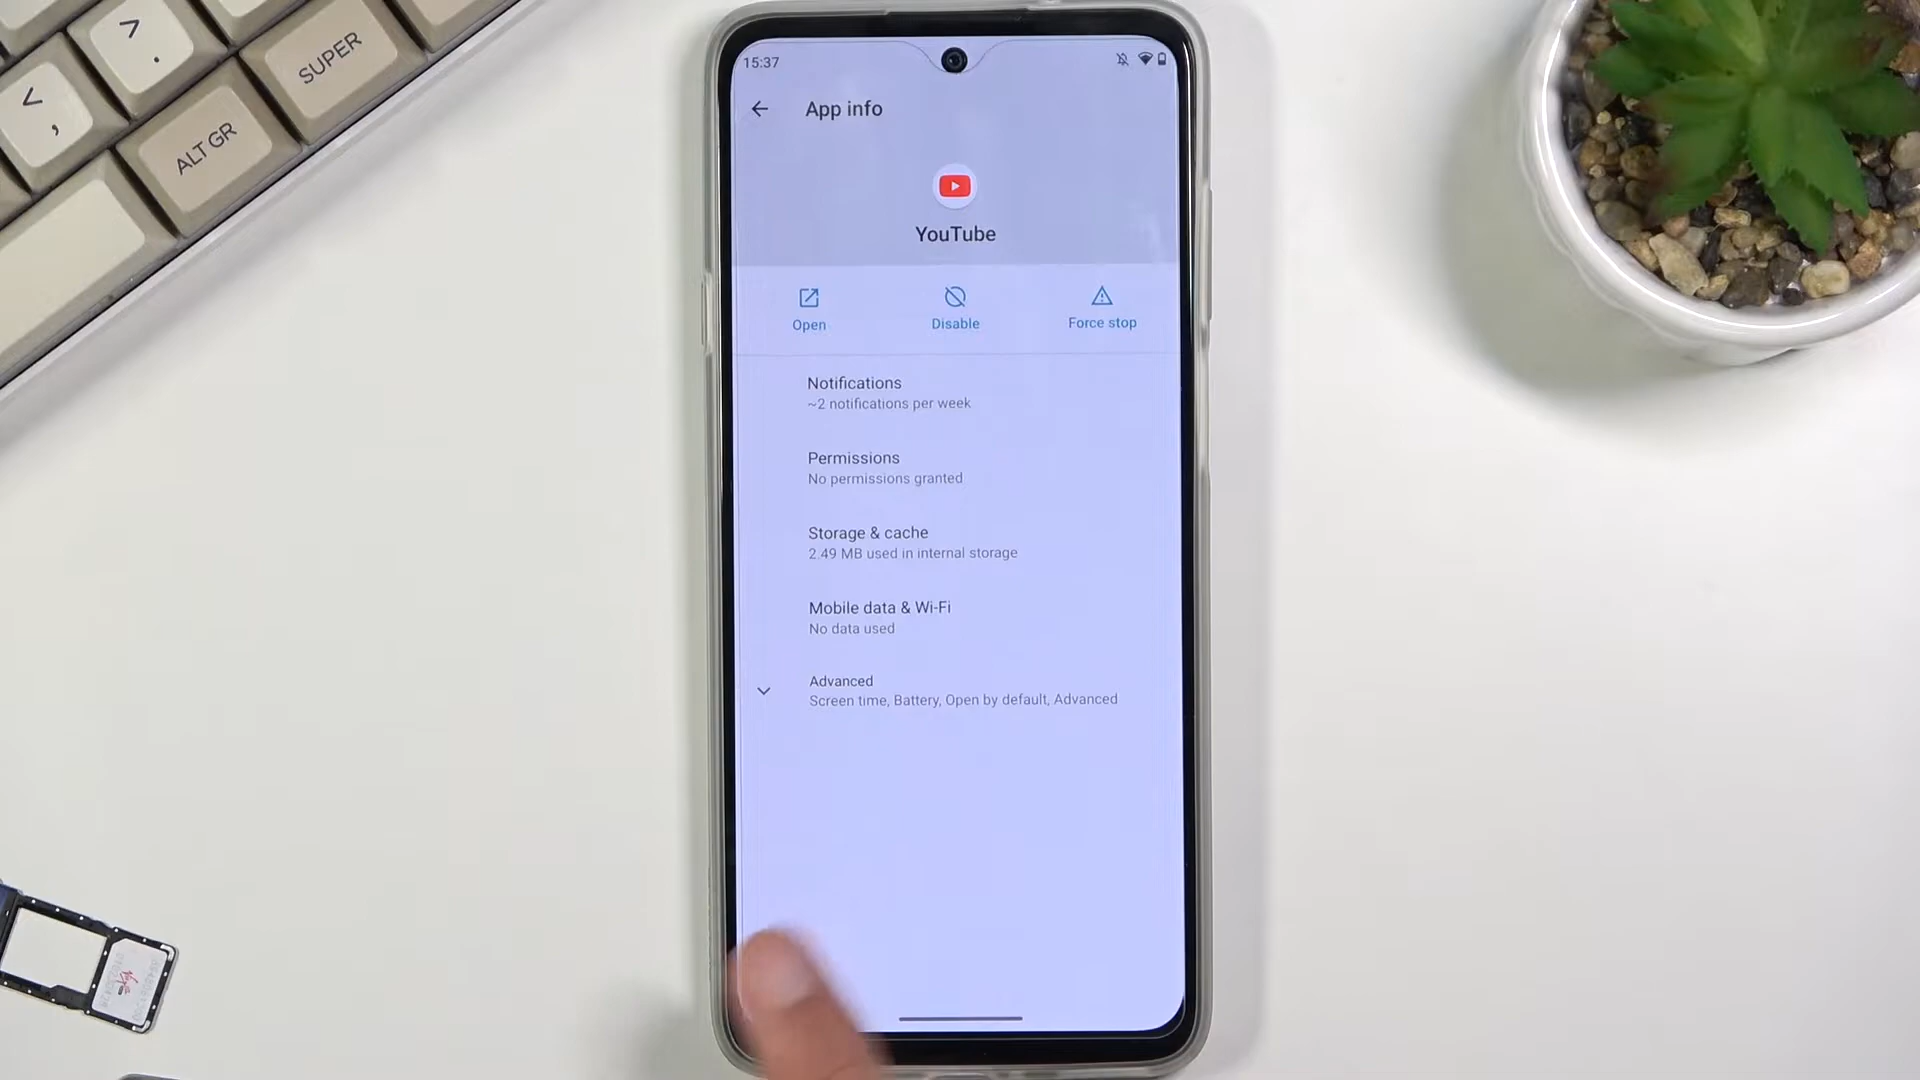 >
.
<
,
SUPER
ALT GR
15:37
App info
YouTube
Open
Disable
Force stop
Notifications
~2 notifications per week
Permissions
No permissions granted
Storage & cache
2.49 MB used in internal storage
Mobile data & Wi-Fi
No data used
Advanced
Screen time, Battery, Open by default, Advanced